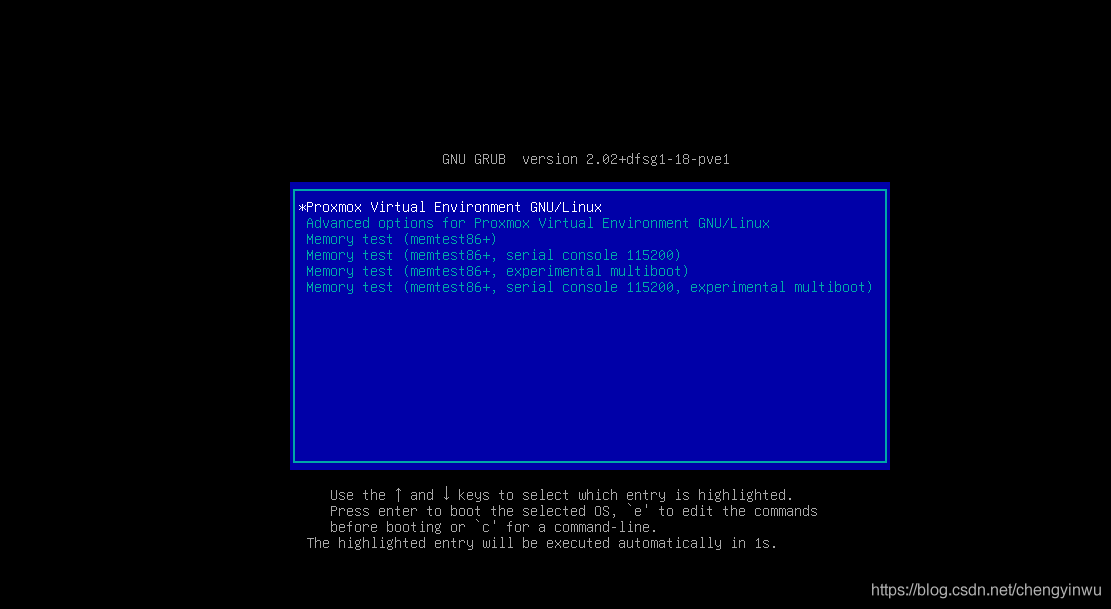 GNU GRUB  version 2.02+dfsg1-18-pve1
*Proxmox Virtual Environment GNU/Linux
Advanced options for Proxmox Virtual Environment GNU/Linux
Memory test (memtest86+)
Memory test (memtest86+, serial console 115200)
Memory test (memtest86+, experimental multiboot)
Memory test (memtest86+, serial console 115200, experimental multiboot)
Use the ↑ and ↓ keys to select which entry is highlighted.
Press enter to boot the selected OS, `e' to edit the commands
before booting or `c' for a command-line.
The highlighted entry will be executed automatically in 1s.
https://blog.csdn.net/chengyinwu